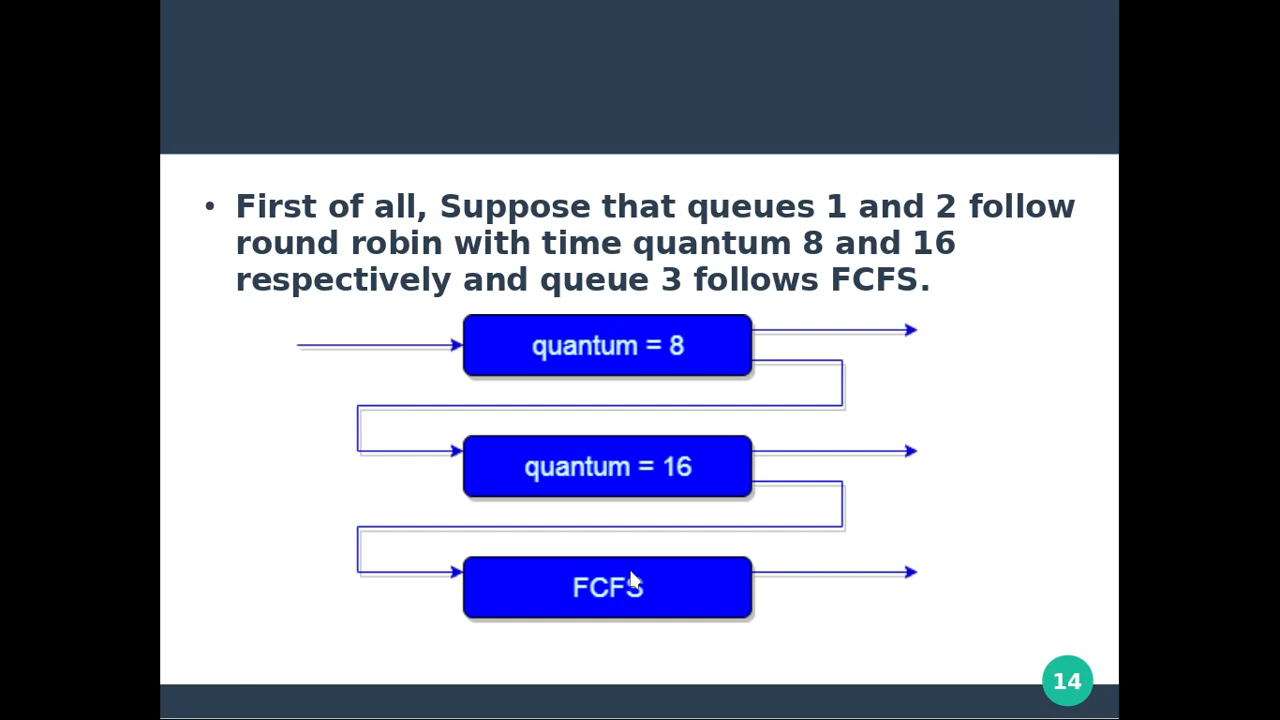 • First of all, Suppose that queues 1 and 2 follow
round robin with time quantum 8 and 16
respectively and queue 3 follows FCFS.
quantum = 8
quantum = 16
FCFS
14